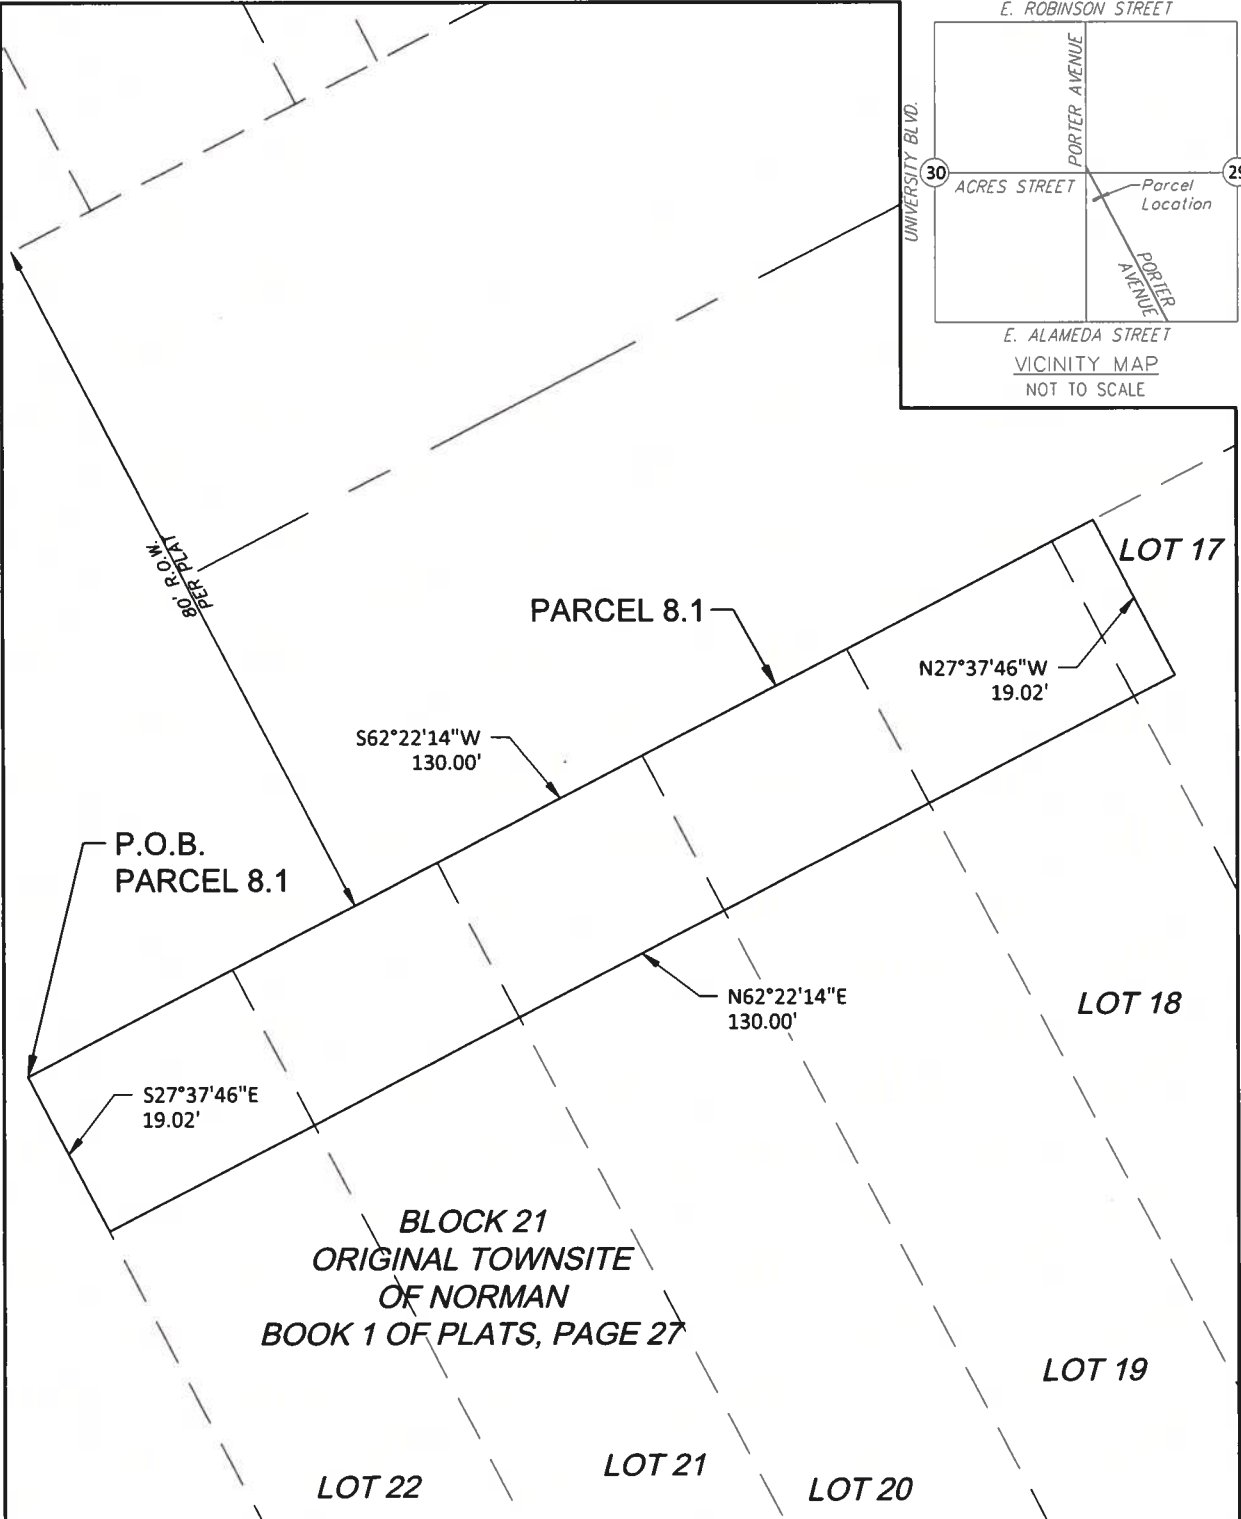 E. ROBINSON STREET
PORTER AVENUE
UNIVERSITY BLVD.
30
29
ACRES STREET
Parcel
Location
PORTER
AVENUE
E. ALAMEDA STREET
VICINITY MAP
NOT TO SCALE
80' R.O.W.
PER PLAT
LOT 17
PARCEL 8.1
N27°37'46"W
19.02'
S62°22'14"W
130.00'
P.O.B.
PARCEL 8.1
N62°22'14"E
130.00'
LOT 18
S27°37'46"E
19.02'
BLOCK 21
ORIGINAL TOWNSITE
OF NORMAN
BOOK 1 OF PLATS, PAGE 27
LOT 19
LOT 21
LOT 22
LOT 20